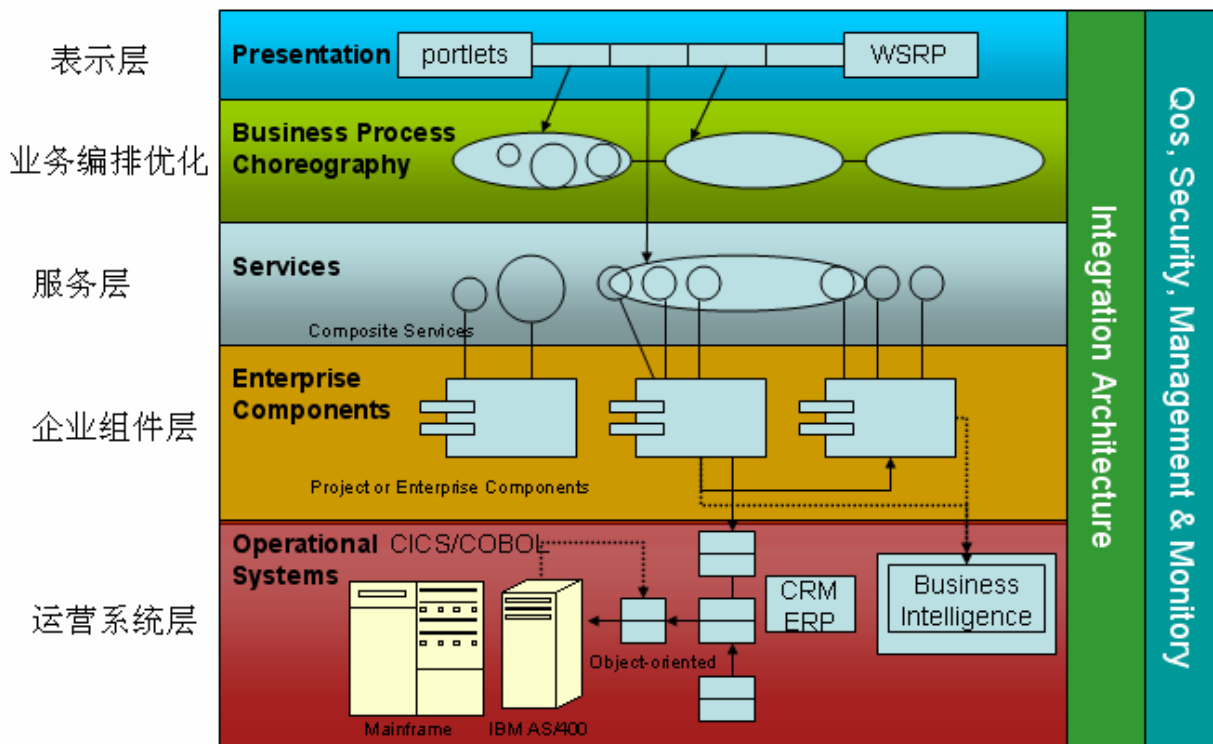 表示层
Presentation
portlets
WSRP
业务编排优化
Business Process
Choreography
服务层
Services
Composite Services
企业组件层
Enterprise
Components
Project or Enterprise Components
运营系统层
Operational
Systems
CICS/COBOL
CRM
ERP
Business
Intelligence
Object-oriented
Mainframe
IBM AS/400
Integration Architecture
Qos, Security, Management & Monitory